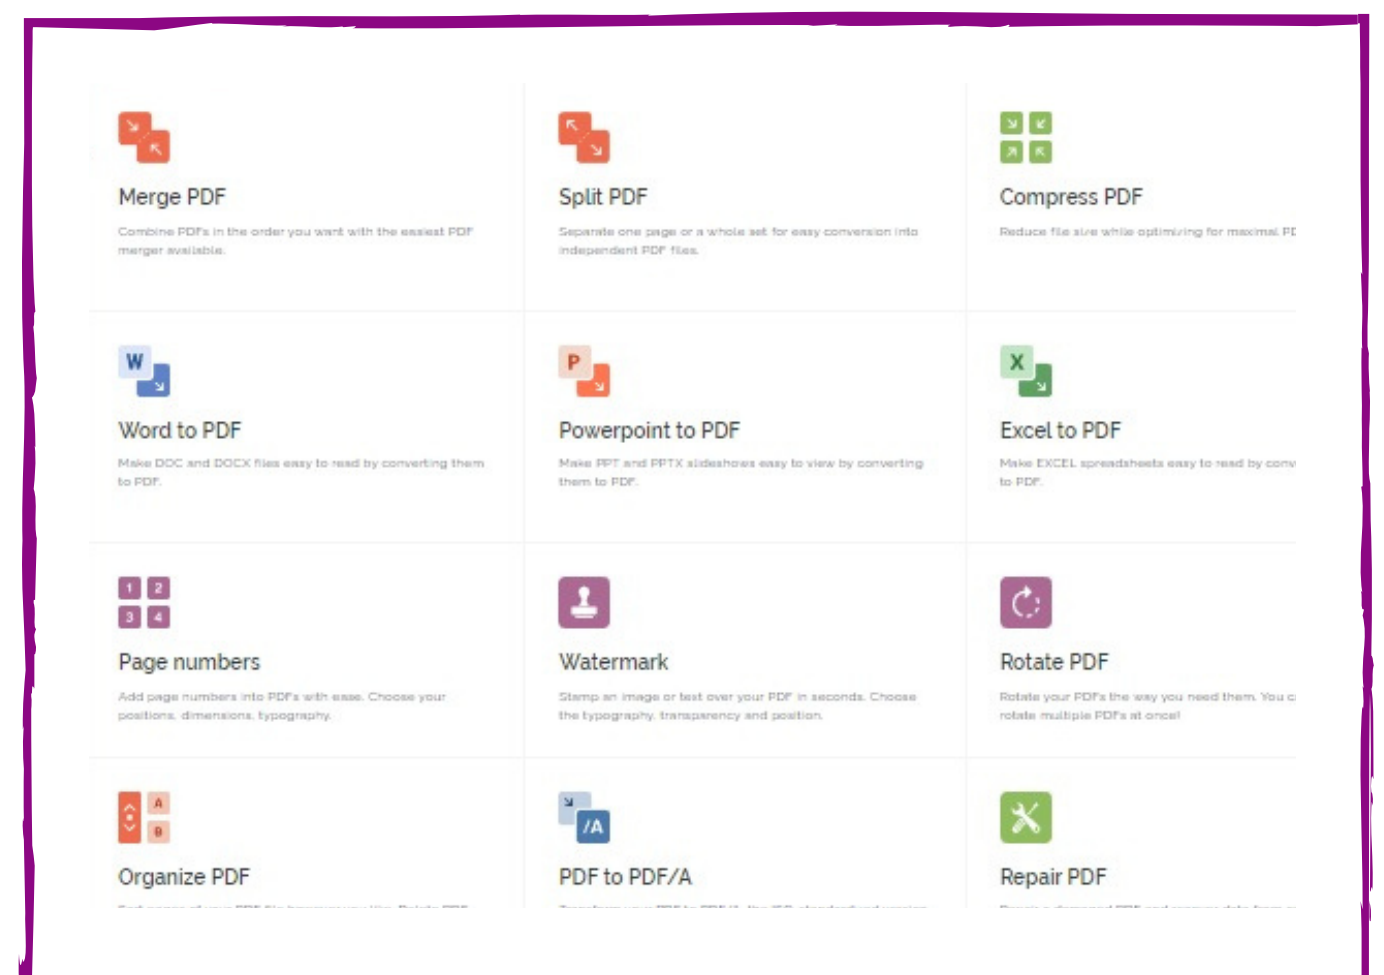 Merge PDF
Combine PDFs in the order you want with the easiest PDF
merger available.
Split PDF
Separate one page or a whole set for easy conversion into
independent PDF files.
Compress PDF
Reduce file size while optimizing for maximal PD
W
Word to PDF
Make DOC and DOCX files easy to read by converting them
to PDF.
P
Powerpoint to PDF
Make PPT and PPTX slideshows easy to view by converting
them to PDF.
X
Excel to PDF
Make EXCEL spreadsheets easy to read by conv
to PDF.
1 2
3 4
Page numbers
Add page numbers into PDFs with ease. Choose your
positions, dimensions, typography.
Watermark
Stamp an image or text over your PDF in seconds. Choose
the typography, transparency and position.
Rotate PDF
Rotate your PDFs the way you need them. You c
rotate multiple PDFs at once!
A
B
Organize PDF
/A
PDF to PDF/A
Repair PDF